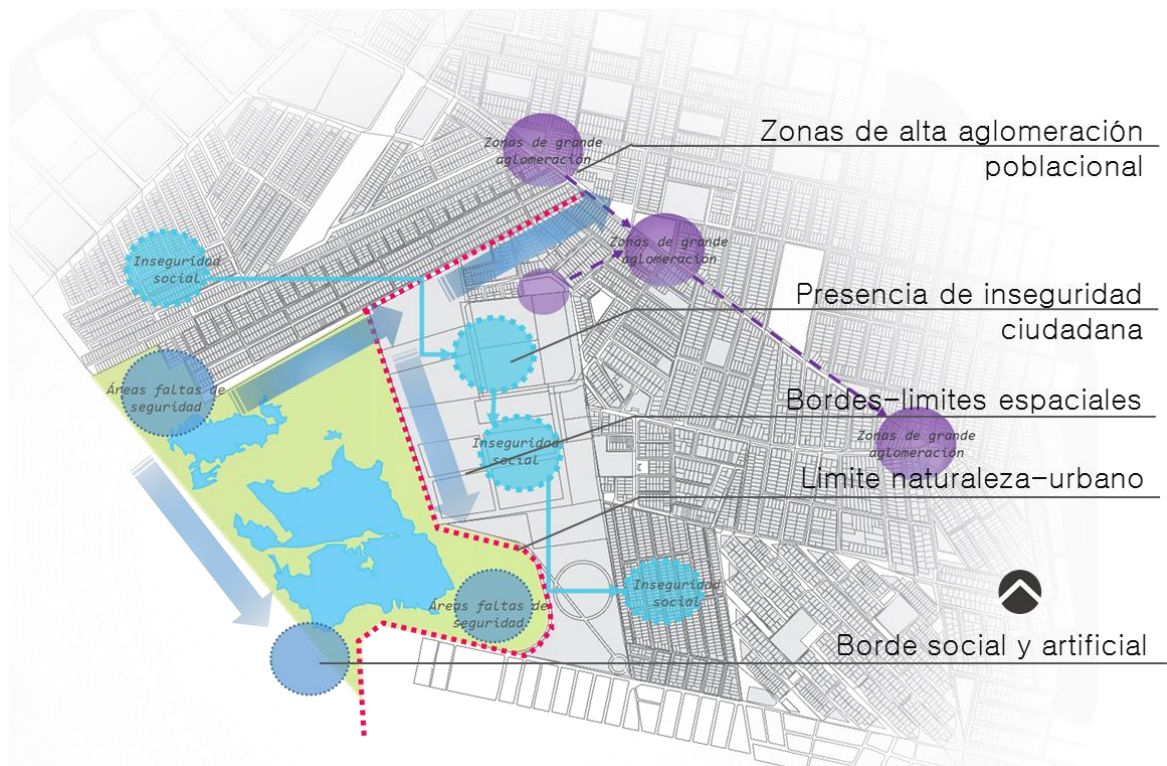 Zonas de alta aglomeración
poblacional
Zonas de grande
aglomeración
Zonas de grande
aglomeración
Inseguridad
social
Presencia de inseguridad
ciudadana
Áreas faltas de
seguridad
Bordes-limites espaciales
Inseguridad
social
Zonas de grande
aglomeración
Limite naturaleza-urbano
Inseguridad
social
Áreas faltas de
seguridad.
Borde social y artificial